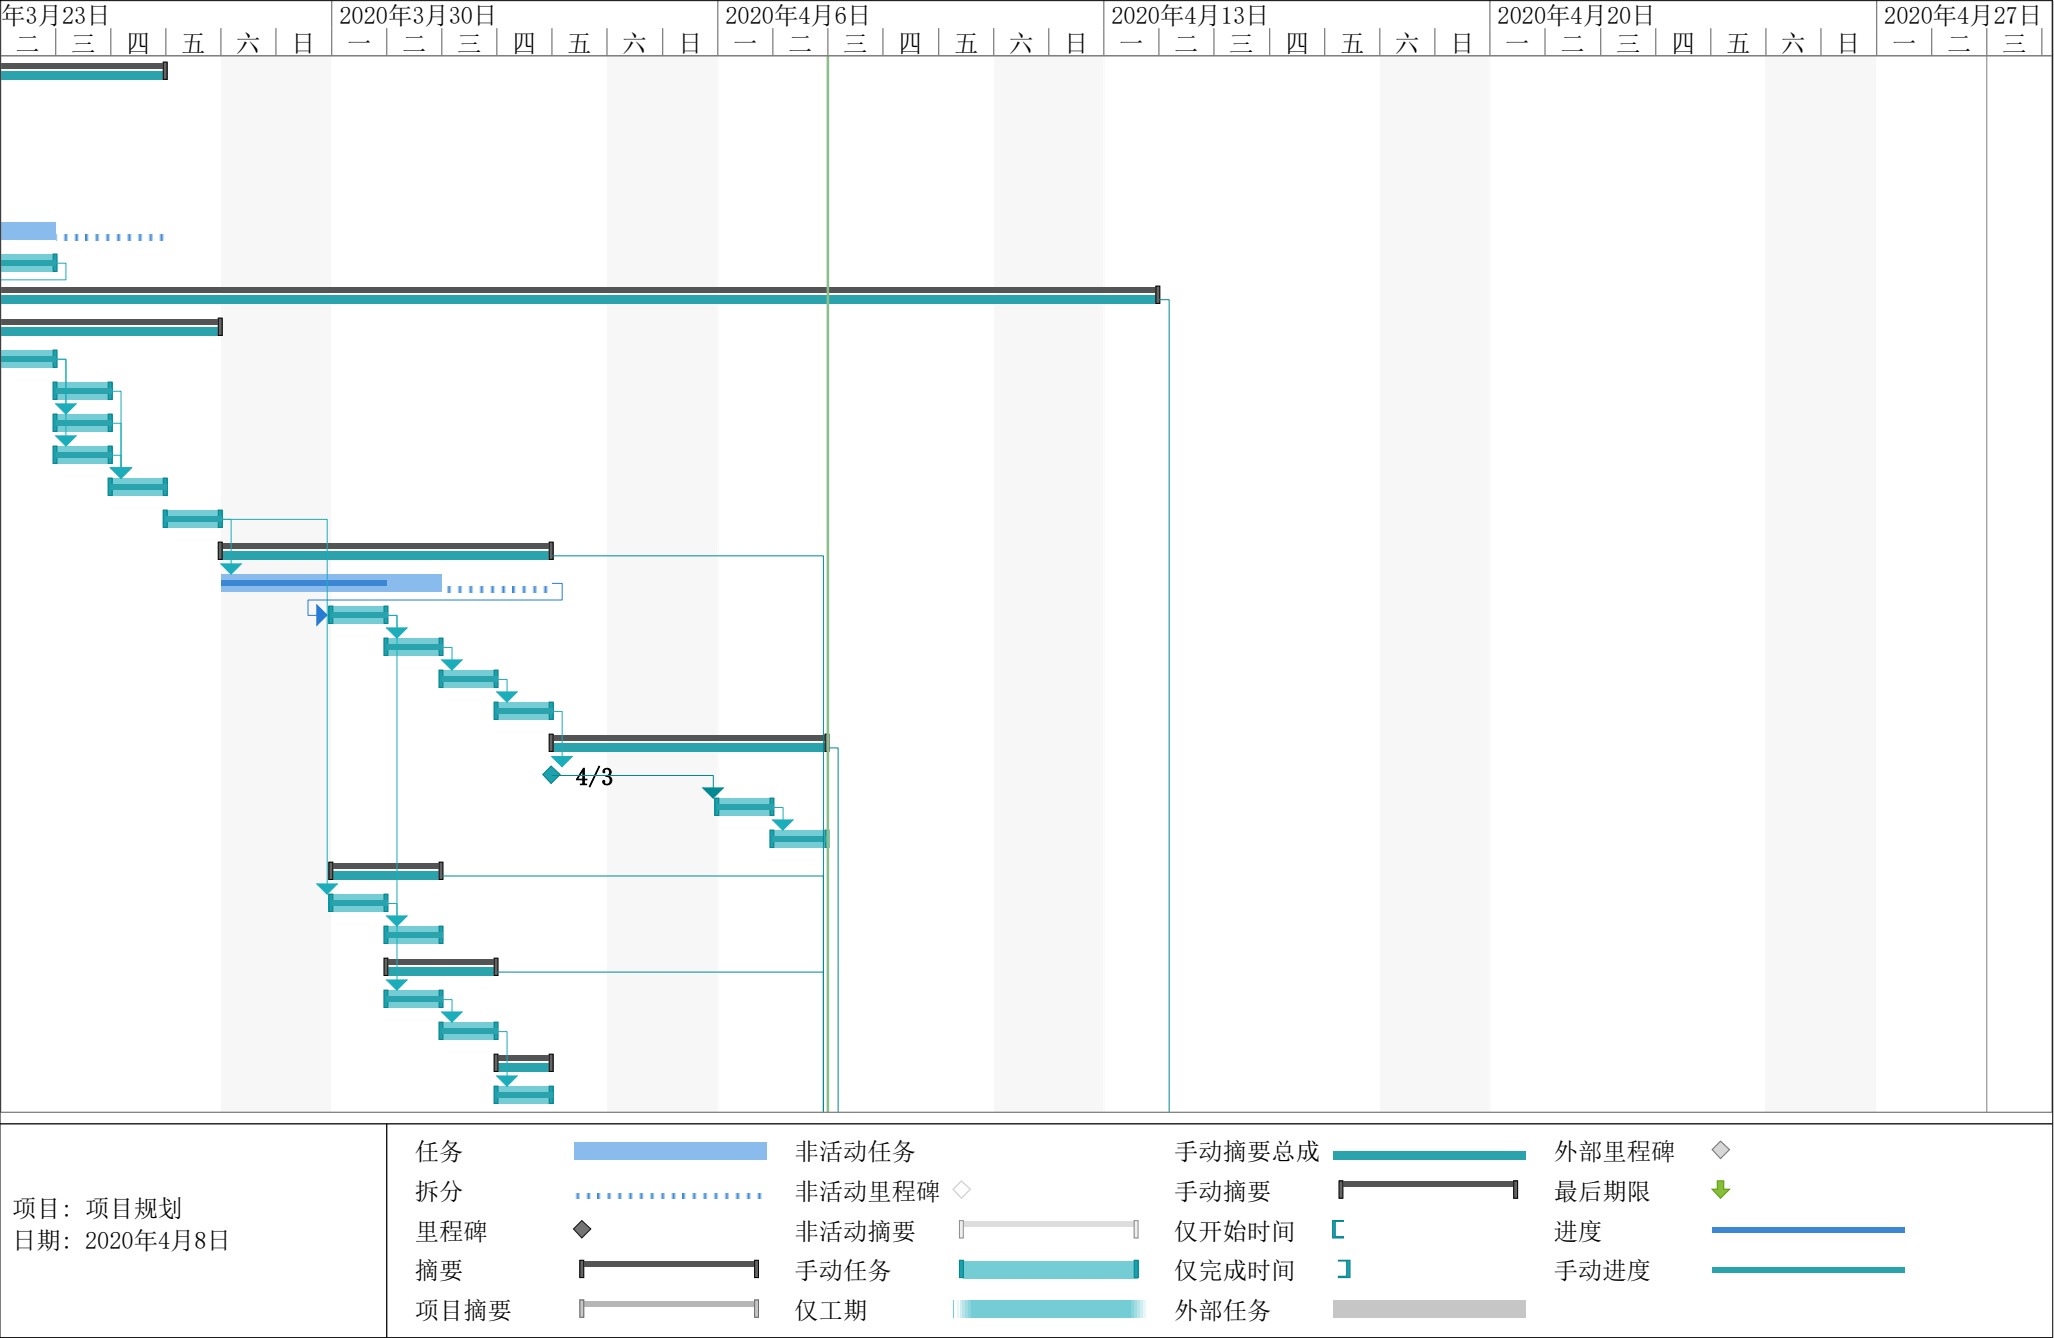 年3月23日 2020年3月30日 2020年4月6日 2020年4月13日 2020年4月20日 2020年4月27日
二 三 四 五 六 日 一 二 三 四 五 六 日 一 二 三 四 五 六 日 一 二 三 四 五 六 日 一 二 三 四 五 六 日 一 二 三
4/3
项目：项目规划
日期：2020年4月8日
任务 非活动任务 手动摘要总成 外部里程碑
拆分 非活动里程碑 手动摘要 最后期限
里程碑 非活动摘要 仅开始时间 进度
摘要 手动任务 仅完成时间 手动进度
项目摘要 仅工期 外部任务